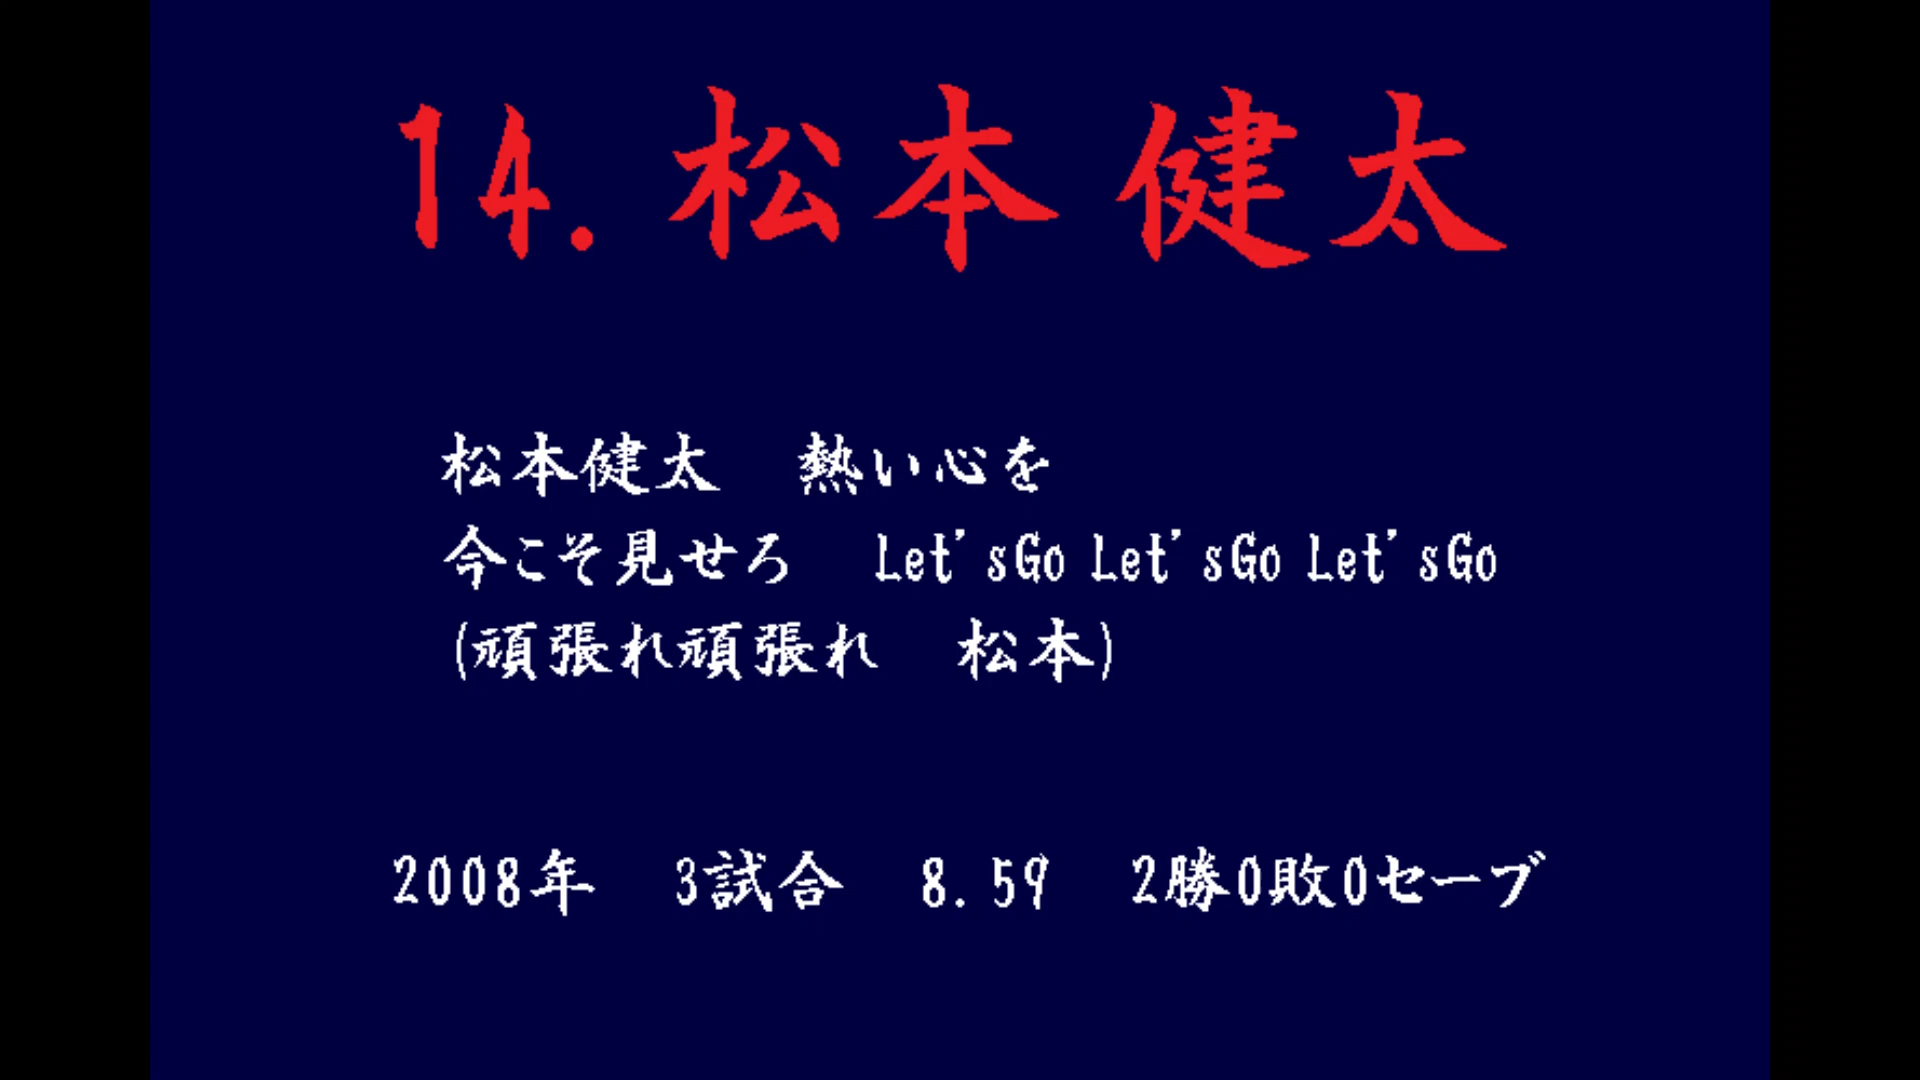 14. 松本 健太
松本健太　熱い心を
今こそ見せろ　Let'sGo Let'sGo Let'sGo
(頑張れ頑張れ　松本)
2008年　3試合　8.59　2勝0敗0セーブ